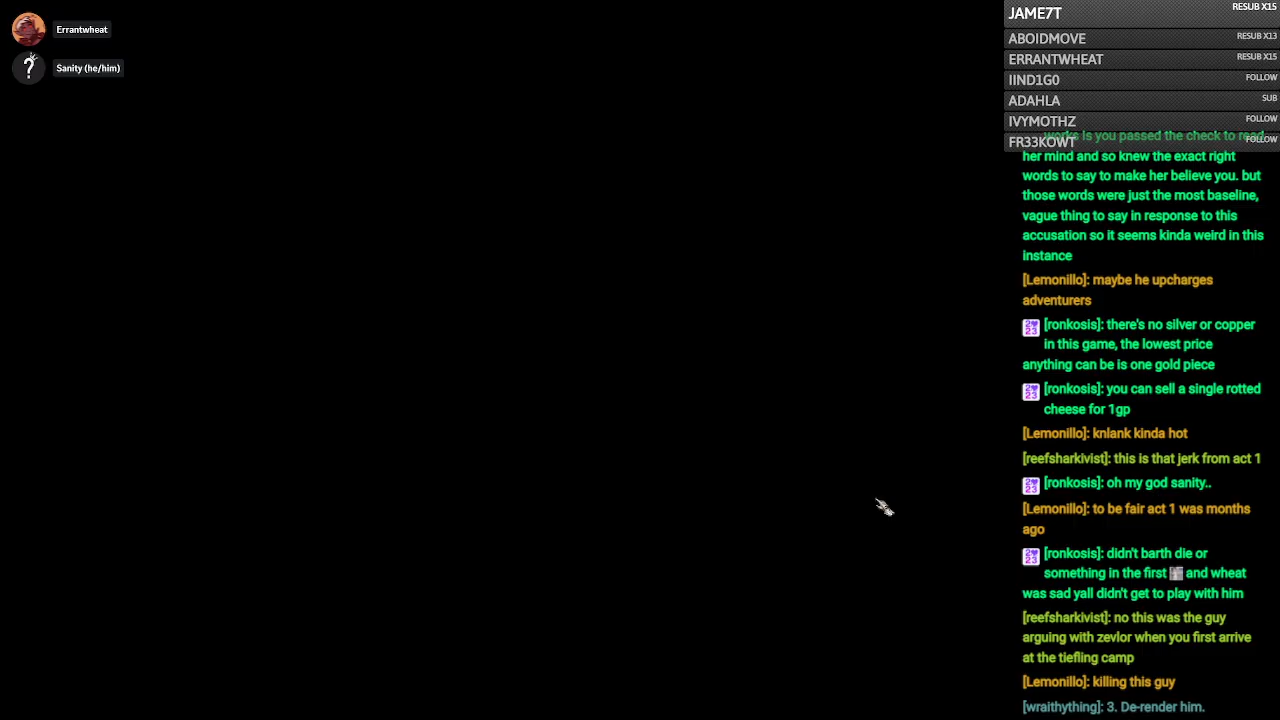 Errantwheat
Sanity (he/him)
JAME7T RESUB X15
ABOIDMOVE RESUB X13
ERRANTWHEAT RESUB X15
IIND1G0 FOLLOW
ADAHLA SUB
IVYMOTHZ FOLLOW
FR33KOWT FOLLOW
works is you passed the check to read
her mind and so knew the exact right
words to say to make her believe you. but
those words were just the most baseline,
vague thing to say in response to this
accusation so it seems kinda weird in this
instance
[Lemonillo]: maybe he upcharges
adventurers
[ronkosis]: there's no silver or copper
in this game, the lowest price
anything can be is one gold piece
[ronkosis]: you can sell a single rotted
cheese for 1gp
[Lemonillo]: knlank kinda hot
[reefsharkivist]: this is that jerk from act 1
[ronkosis]: oh my god sanity..
[Lemonillo]: to be fair act 1 was months
ago
[ronkosis]: didn't barth die or
something in the first and wheat
was sad yall didn't get to play with him
[reefsharkivist]: no this was the guy
arguing with zevlor when you first arrive
at the tiefling camp
[Lemonillo]: killing this guy
[wraithything]: 3. De-render him.